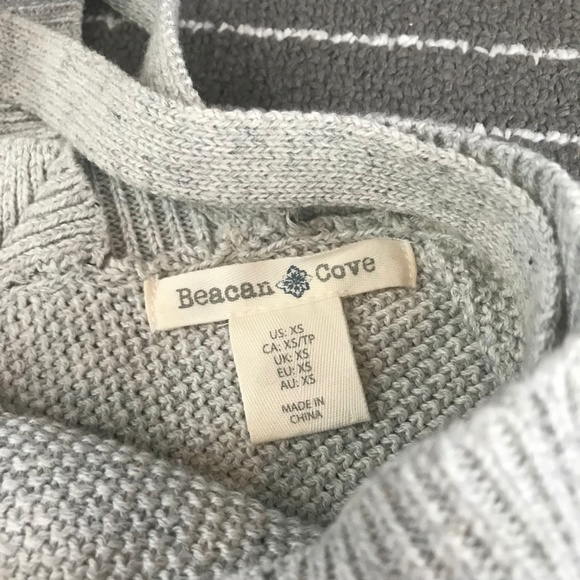 Beacan Cove
US: XS
CA: XS/TP
UK: XS
EU: XS
AU: XS
MADE IN
CHINA